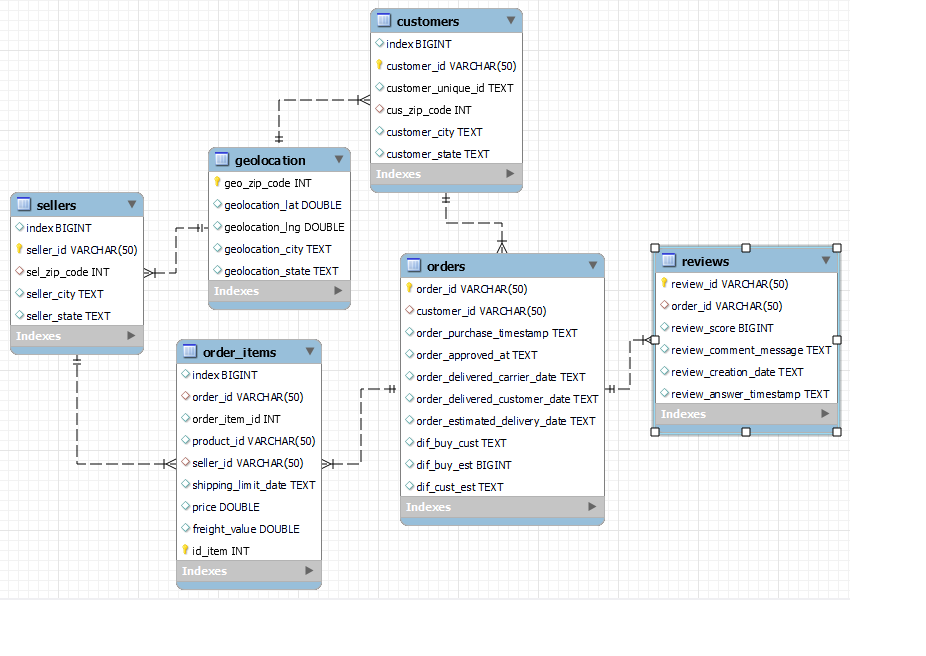 customers
index BIGINT
customer_id VARCHAR(50)
customer_unique_id TEXT
cus_zip_code INT
customer_city TEXT
customer_state TEXT
Indexes
geolocation
geo_zip_code INT
geolocation_lat DOUBLE
geolocation_lng DOUBLE
geolocation_city TEXT
geolocation_state TEXT
Indexes
sellers
index BIGINT
seller_id VARCHAR(50)
sel_zip_code INT
seller_city TEXT
seller_state TEXT
Indexes
orders
order_id VARCHAR(50)
customer_id VARCHAR(50)
order_purchase_timestamp TEXT
order_approved_at TEXT
order_delivered_carrier_date TEXT
order_delivered_customer_date TEXT
order_estimated_delivery_date TEXT
dif_buy_cust TEXT
dif_buy_est BIGINT
dif_cust_est TEXT
Indexes
reviews
review_id VARCHAR(50)
order_id VARCHAR(50)
review_score BIGINT
review_comment_message TEXT
review_creation_date TEXT
review_answer_timestamp TEXT
Indexes
order_items
index BIGINT
order_id VARCHAR(50)
order_item_id INT
product_id VARCHAR(50)
seller_id VARCHAR(50)
shipping_limit_date TEXT
price DOUBLE
freight_value DOUBLE
id_item INT
Indexes